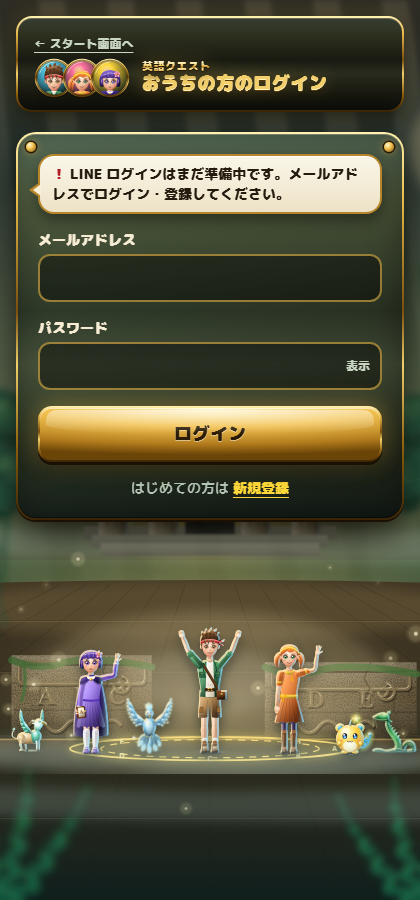 ← スタート画面へ
英語クエスト
おうちの方のログイン
! LINE ログインはまだ準備中です。メールアド
レスでログイン・登録してください。
メールアドレス
パスワード
表示
ログイン
はじめての方は 新規登録
A C D E